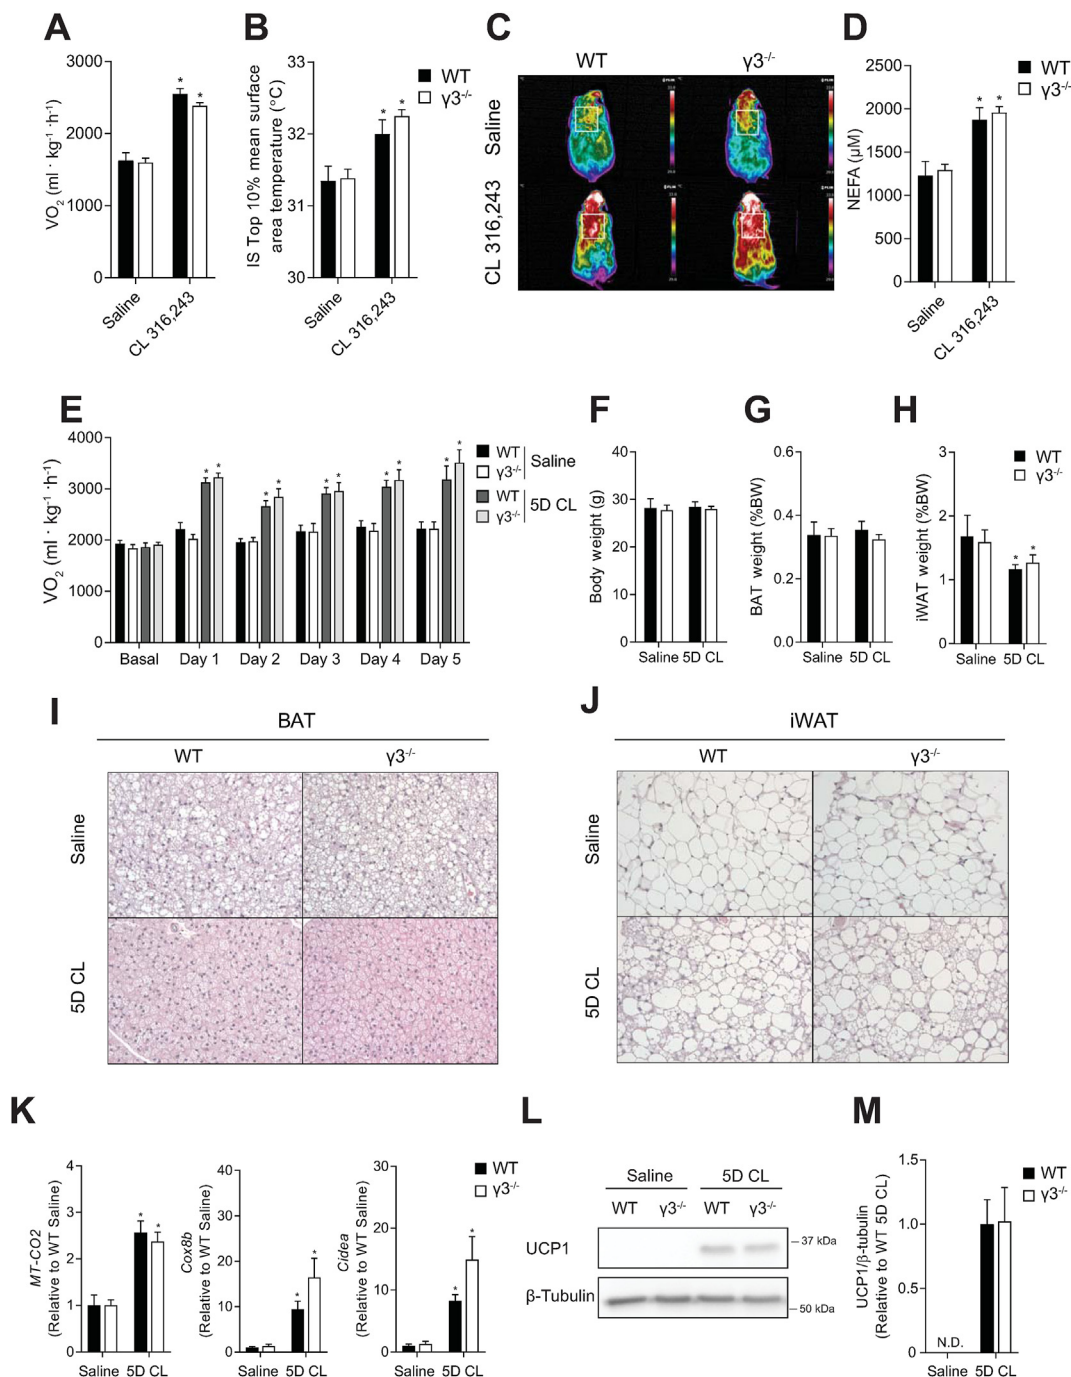 A
VO2 (ml · kg-1 ·h-1)
3000
2000
1000
0
* *
Saline
CL 316,243
B
IS Top 10% mean surface
area temperature (°C)
33
32
31
30
* *
Saline
CL 316,243
WT
γ3-/-
C
WT
γ3-/-
Saline
CL 316,243
D
NEFA (µM)
2500
2000
1500
1000
500
0
* *
Saline
CL 316,243
WT
γ3-/-
E
VO2 (ml · kg-1 ·h-1)
4000
3000
2000
1000
0
* * * * * * * * * *
Basal Day 1 Day 2 Day 3 Day 4 Day 5
WT
γ3-/-
Saline
WT
γ3-/-
5D CL
F
Body weight (g)
40
30
20
10
0
Saline 5D CL
G
BAT weight (%BW)
0.6
0.4
0.2
0.0
Saline 5D CL
H
iWAT weight (%BW)
3
2
1
0
* *
Saline 5D CL
WT
γ3-/-
I
BAT
WT γ3-/-
Saline
5D CL
J
iWAT
WT γ3-/-
Saline
5D CL
K
MT-CO2
(Relative to WT Saline)
4
3
2
1
0
* *
Saline 5D CL
Cox8b
(Relative to WT Saline)
40
30
20
10
0
* *
Saline 5D CL
Cidea
(Relative to WT Saline)
30
20
10
0
* *
Saline 5D CL
WT
γ3-/-
L
Saline 5D CL
WT γ3-/- WT γ3-/-
UCP1
37 kDa
β-Tubulin
50 kDa
M
UCP1/β-tubulin
(Relative to WT 5D CL)
1.5
1.0
0.5
0
N.D.
Saline 5D CL
WT
γ3-/-